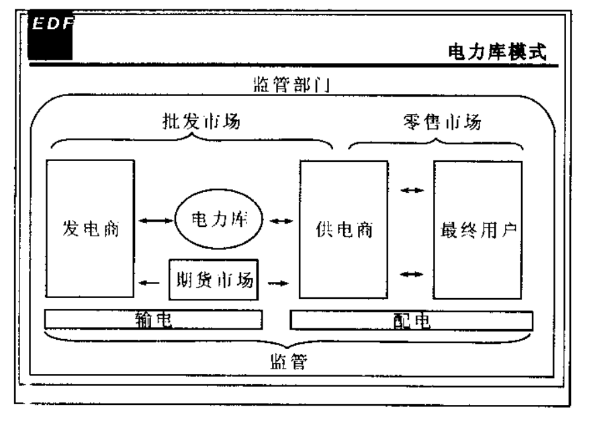 EDF
电力库模式
监管部门
批发市场
零售市场
发电商
电力库
供电商
最终用户
期货市场
输电
配电
监管